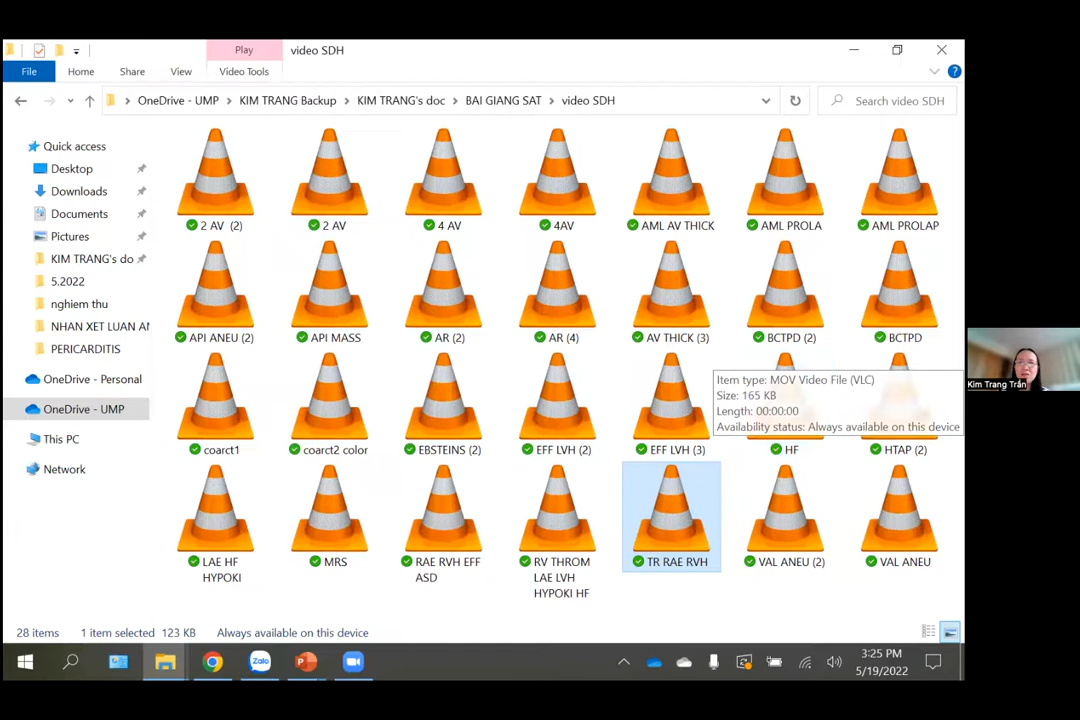 Play
video SDH
File
Home
Share
View
Video Tools
OneDrive - UMP
KIM TRANG Backup
KIM TRANG's doc
BAI GIANG SAT
video SDH
Search video SDH
Quick access
Desktop
Downloads
Documents
Pictures
KIM TRANG's do
5.2022
nghiem thu
NHAN XET LUAN AN
PERICARDITIS
OneDrive - Personal
OneDrive - UMP
This PC
Network
2 AV (2)
2 AV
4 AV
4AV
AML AV THICK
AML PROLA
AML PROLAP
API ANEU (2)
API MASS
AR (2)
AR (4)
AV THICK (3)
BCTPD (2)
BCTPD
Item type: MOV Video File (VLC)
Size: 165 KB
Length: 00:00:00
Availability status: Always available on this device
coarct1
coarct2 color
EBSTEINS (2)
EFF LVH (2)
EFF LVH (3)
HF
HTAP (2)
LAE HF
HYPOKI
MRS
RAE RVH EFF
ASD
RV THROM
LAE LVH
HYPOKI HF
TR RAE RVH
VAL ANEU (2)
VAL ANEU
28 items
1 item selected 123 KB
Always available on this device
Zalo
3:25 PM
5/19/2022
Kim Trang Trần